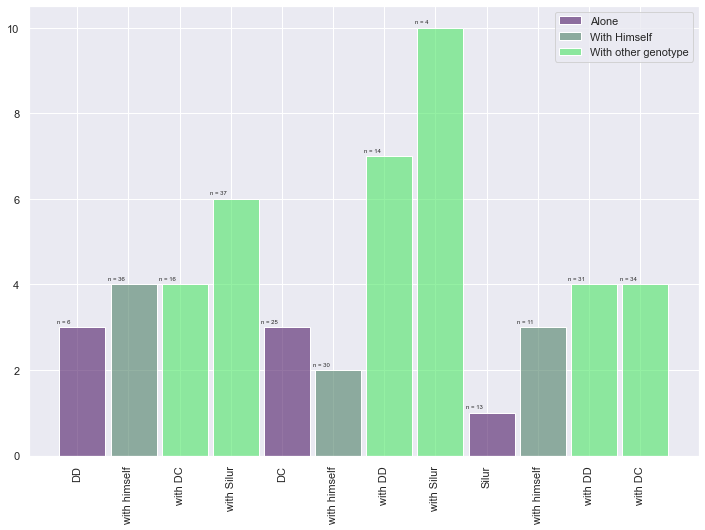 Alone
With Himself
With other genotype
10
8
6
4
2
0
n = 6
n = 36
n = 16
n = 37
n = 25
n = 30
n = 14
n = 4
n = 13
n = 11
n = 31
n = 34
DD
with himself
with DC
with Silur
DC
with himself
with DD
with Silur
Silur
with himself
with DD
with DC